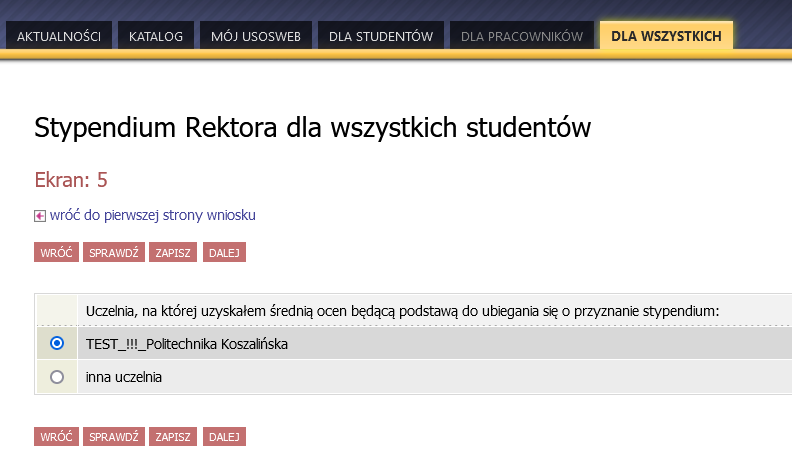 AKTUALNOŚCI KATALOG MÓJ USOSWEB DLA STUDENTÓW DLA PRACOWNIKÓW DLA WSZYSTKICH
Stypendium Rektora dla wszystkich studentów
Ekran: 5
wróć do pierwszej strony wniosku
WRÓĆ SPRAWDŹ ZAPISZ DALEJ
Uczelnia, na której uzyskałem średnią ocen będącą podstawą do ubiegania się o przyznanie stypendium:
TEST_!!!_Politechnika Koszalińska
inna uczelnia
WRÓĆ SPRAWDŹ ZAPISZ DALEJ